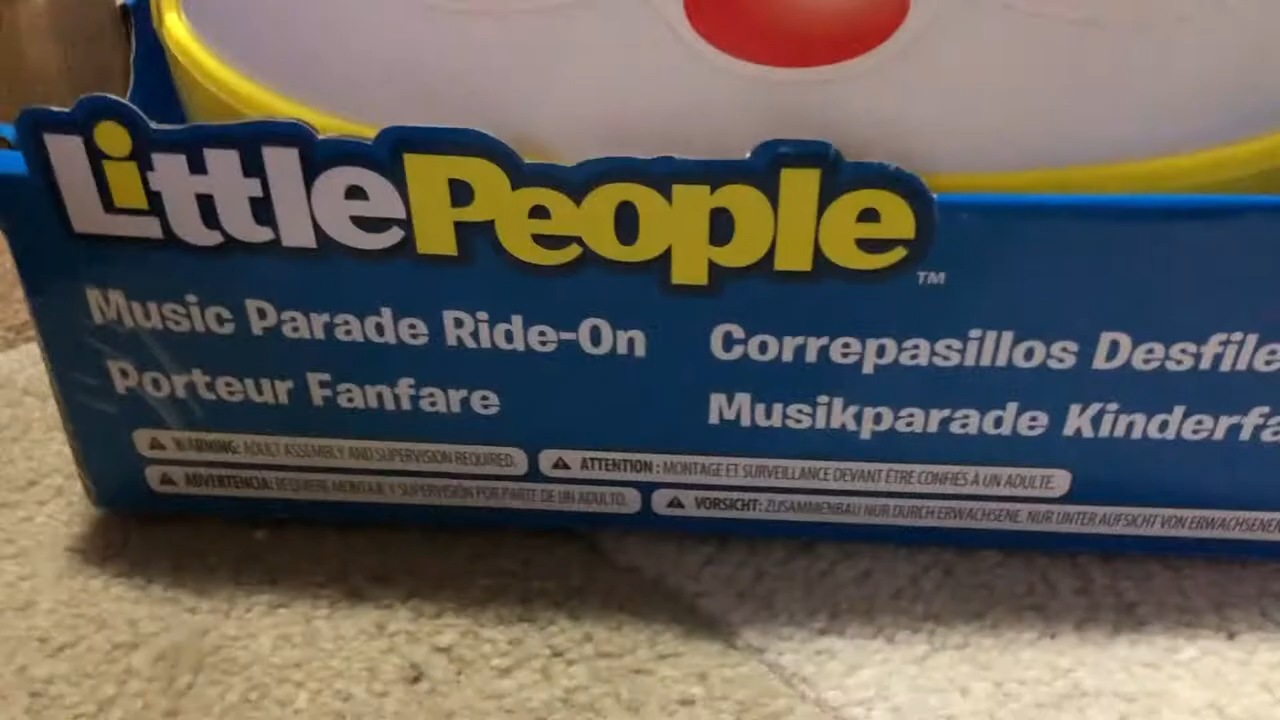 LittlePeople™
Music Parade Ride-On
Porteur Fanfare
Correpasillos Desfile
Musikparade Kinderfa
WARNING: ADULT ASSEMBLY AND SUPERVISION REQUIRED.
ATTENTION : MONTAGE ET SURVEILLANCE DEVANT ÊTRE CONFIÉS À UN ADULTE.
ADVERTENCIA: REQUIERE MONTAJE Y SUPERVISIÓN POR PARTE DE UN ADULTO.
VORSICHT: ZUSAMMENBAU NUR DURCH ERWACHSENE. NUR UNTER AUFSICHT VON ERWACHSENEN